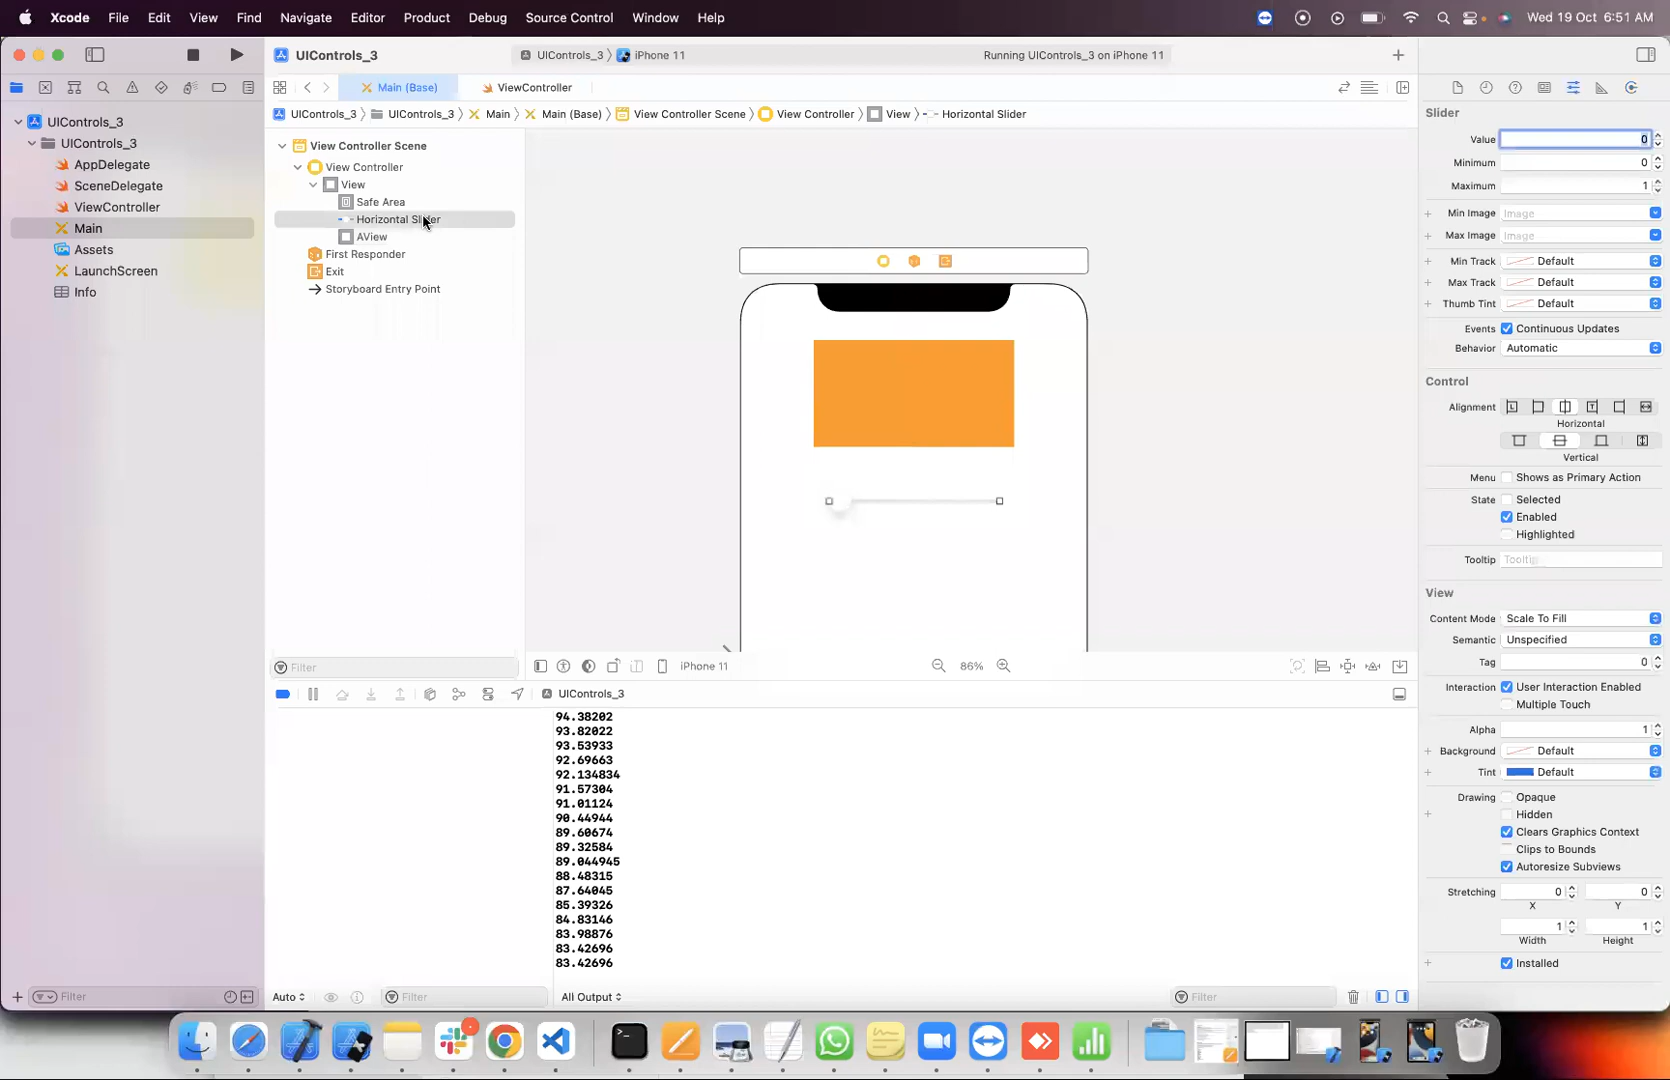 Xcode File Edit View Find Navigate Editor Product Debug Source Control Window Help Wed 19 Oct 6:51 AM
UIControls_3 UIControls_3 iPhone 11 Running UIControls_3 on iPhone 11
Main (Base) ViewController
UIControls_3 UIControls_3 Main Main (Base) View Controller Scene View Controller View Horizontal Slider
UIControls_3
UIControls_3
AppDelegate
SceneDelegate
ViewController
Main
Assets
LaunchScreen
Info
Filter
View Controller Scene
View Controller
View
Safe Area
Horizontal Slider
AView
First Responder
Exit
Storyboard Entry Point
Filter
iPhone 11 86%
UIControls_3
94.38202
93.82022
93.53933
92.69663
92.134834
91.57304
91.01124
90.44944
89.60674
89.32584
89.044945
88.48315
87.64045
85.39326
84.83146
83.98876
83.42696
83.42696
Auto Filter All Output Filter
Slider
Value 0
Minimum 0
Maximum 1
Min Image Image
Max Image Image
Min Track Default
Max Track Default
Thumb Tint Default
Events Continuous Updates
Behavior Automatic
Control
Alignment
Horizontal
Vertical
Menu Shows as Primary Action
State Selected
Enabled
Highlighted
Tooltip Tooltip
View
Content Mode Scale To Fill
Semantic Unspecified
Tag 0
Interaction User Interaction Enabled
Multiple Touch
Alpha 1
Background Default
Tint Default
Drawing Opaque
Hidden
Clears Graphics Context
Clips to Bounds
Autoresize Subviews
Stretching 0 0
X Y
1 1
Width Height
Installed